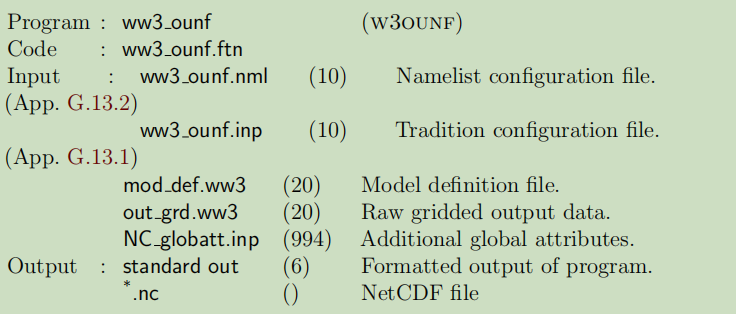 Program : ww3_ounf (W3OUNF)
Code : ww3_ounf.ftn
Input : ww3_ounf.nml (10) Namelist configuration file.
(App. G.13.2)
ww3_ounf.inp (10) Tradition configuration file.
(App. G.13.1)
mod_def.ww3 (20) Model definition file.
out_grd.ww3 (20) Raw gridded output data.
NC_globatt.inp (994) Additional global attributes.
Output : standard out (6) Formatted output of program.
*.nc () NetCDF file